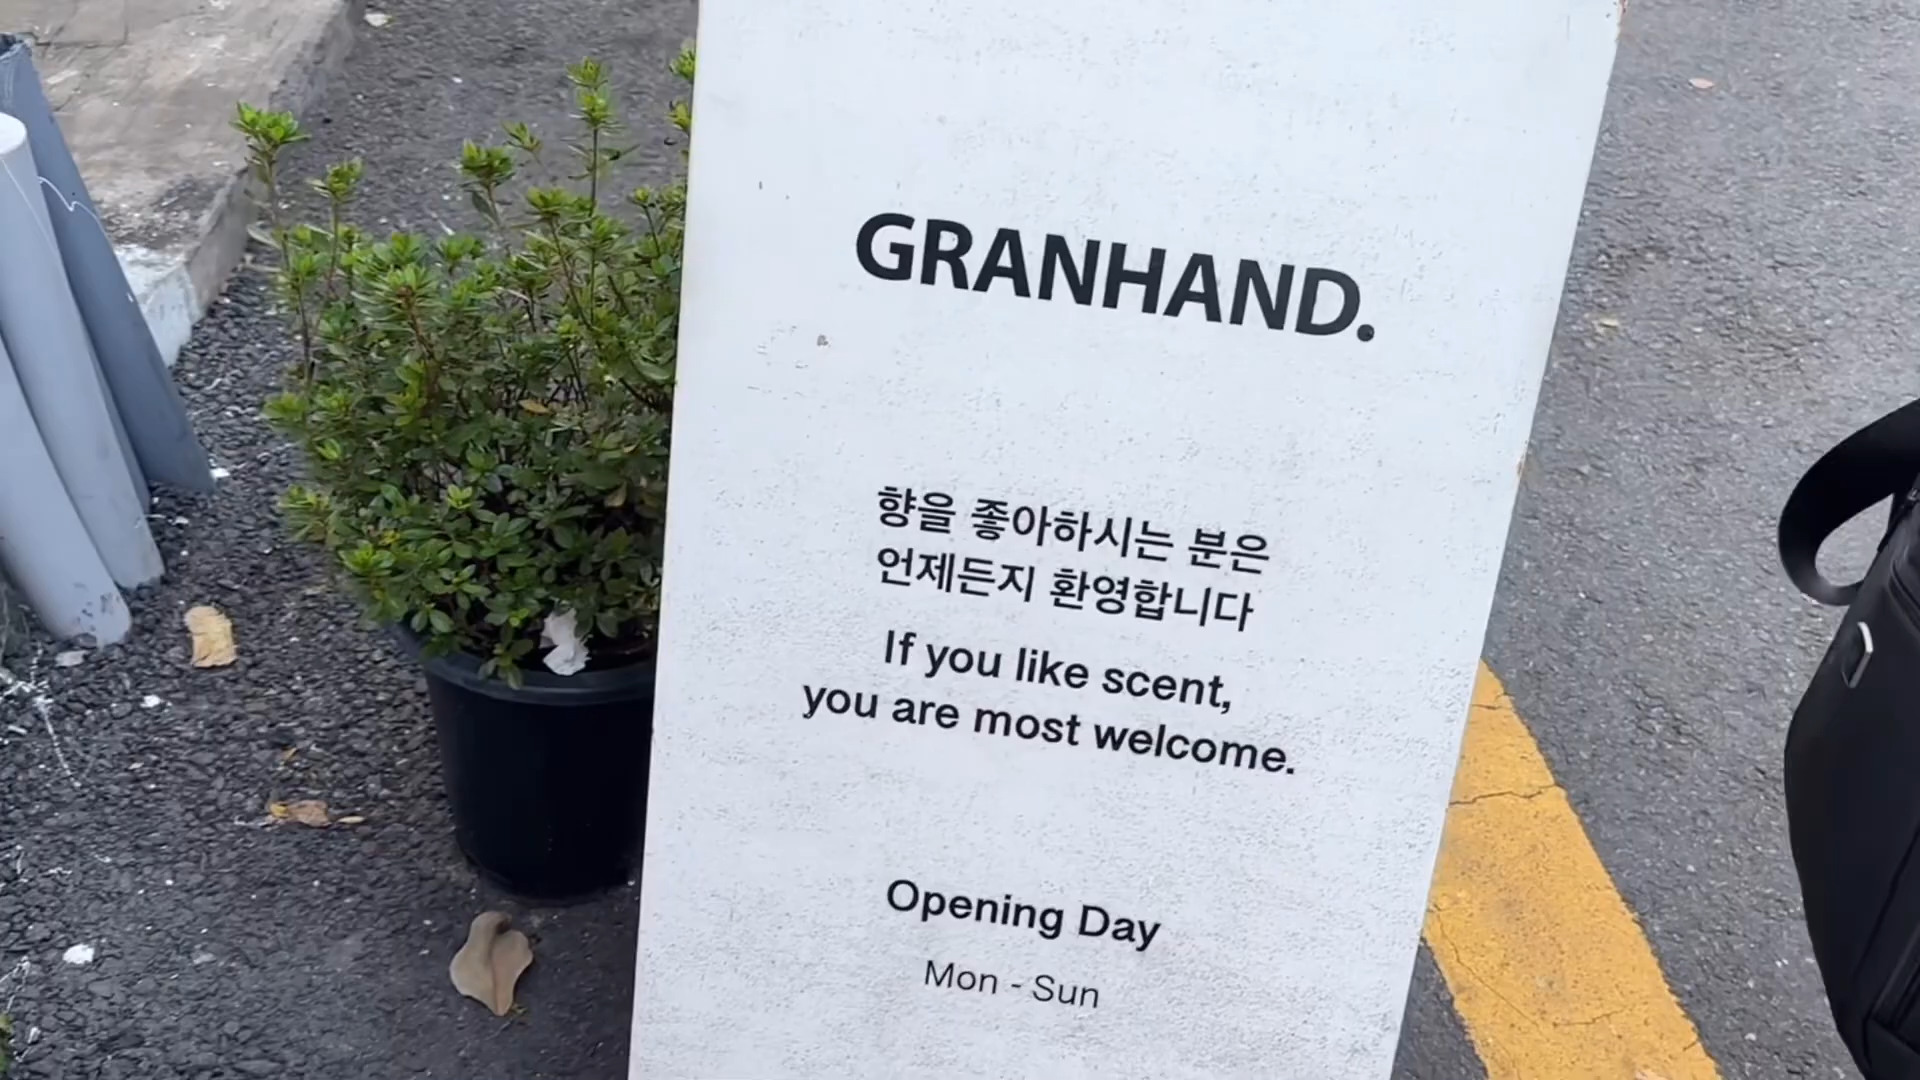 GRANHAND.
향을 좋아하시는 분은
언제든지 환영합니다
If you like scent,
you are most welcome.
Opening Day
Mon - Sun